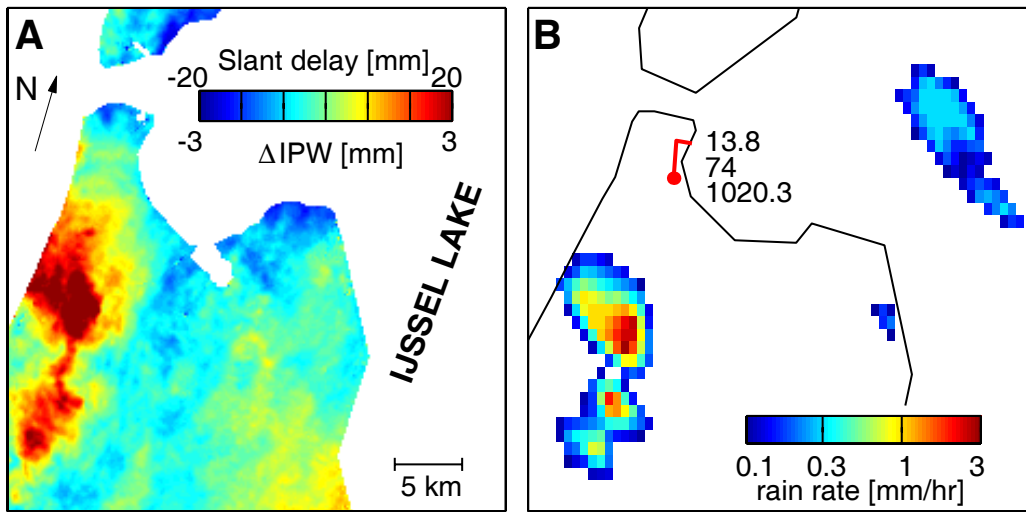 A
N
Slant delay [mm]
-20 20
-3 3
ΔIPW [mm]
IJSSEL LAKE
5 km
B
13.8
74
1020.3
0.1 0.3 1 3
rain rate [mm/hr]